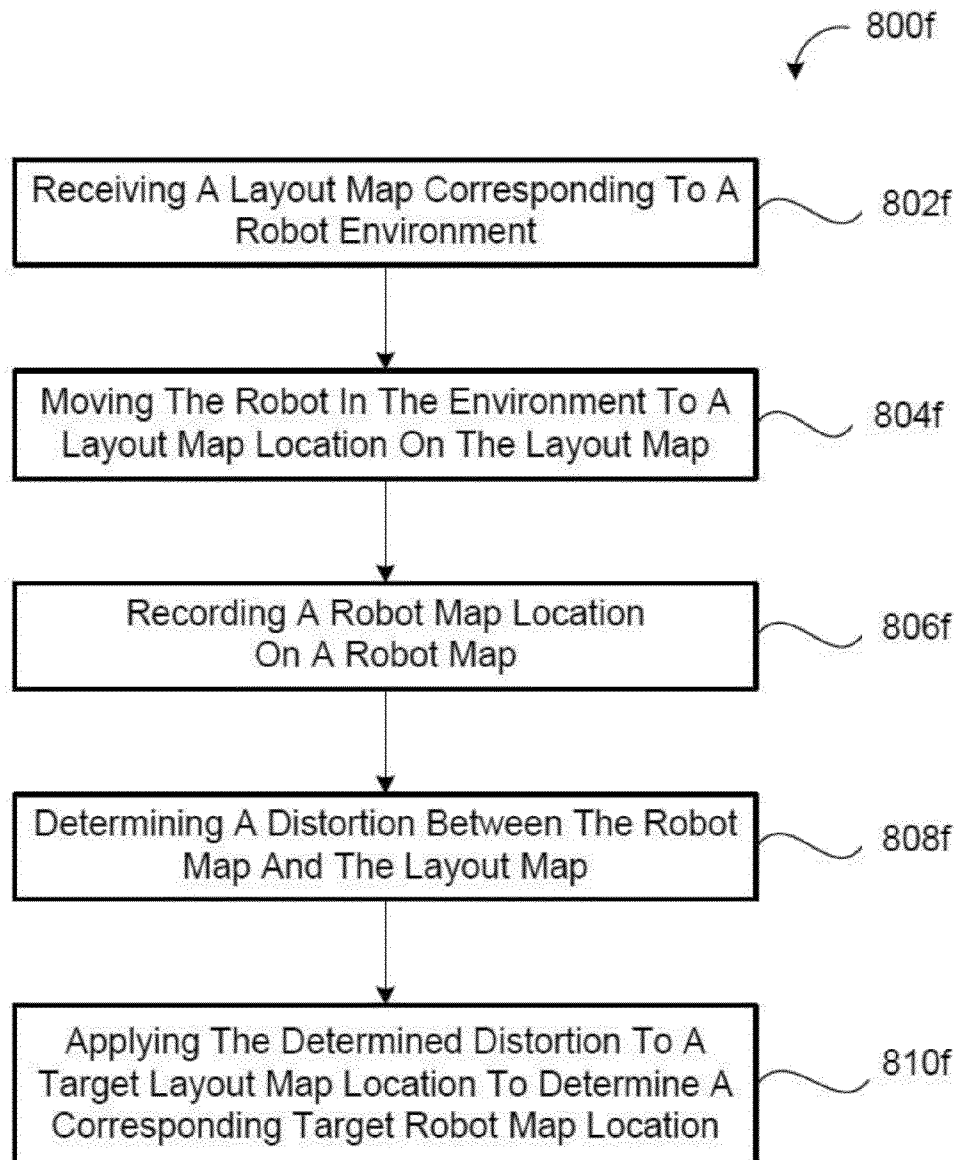 800f
Receiving A Layout Map Corresponding To A
Robot Environment
802f
Moving The Robot In The Environment To A
Layout Map Location On The Layout Map
804f
Recording A Robot Map Location
On A Robot Map
806f
Determining A Distortion Between The Robot
Map And The Layout Map
808f
Applying The Determined Distortion To A
Target Layout Map Location To Determine A
Corresponding Target Robot Map Location
810f